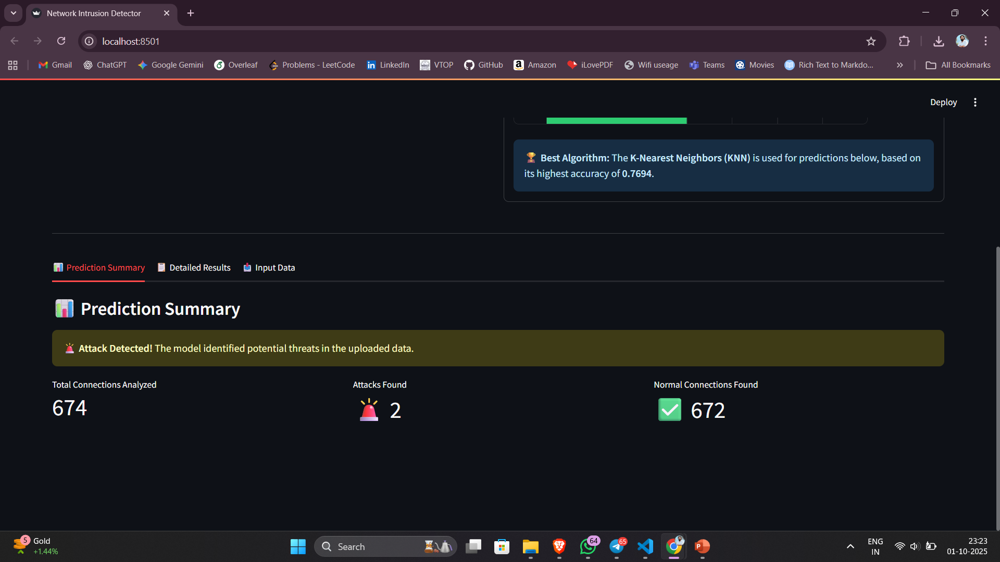 Network Intrusion Detector
localhost:8501
Gmail
ChatGPT
Google Gemini
Overleaf
Problems - LeetCode
LinkedIn
VTOP
GitHub
Amazon
iLovePDF
Wifi useage
Teams
Movies
Rich Text to Markdo...
All Bookmarks
Deploy
🏆 Best Algorithm: The K-Nearest Neighbors (KNN) is used for predictions below, based on
its highest accuracy of 0.7694.
Prediction Summary
Detailed Results
Input Data
Prediction Summary
Attack Detected! The model identified potential threats in the uploaded data.
Total Connections Analyzed
Attacks Found
Normal Connections Found
674
2
672
5
Gold
+1.44%
Search
64
65
ENG
IN
23:23
01-10-2025